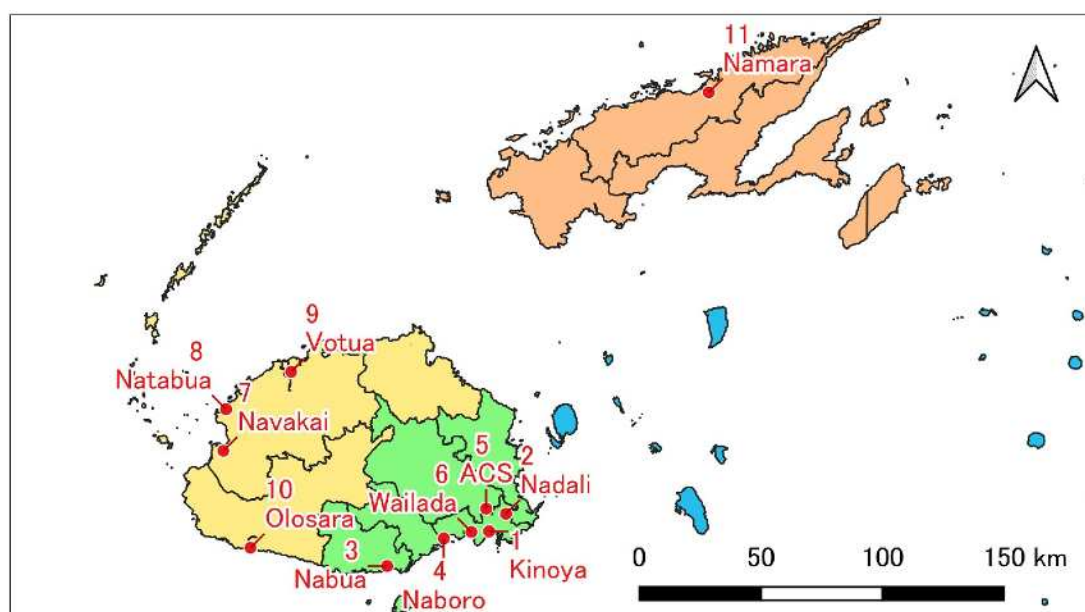 11
Namara
9
Votua
8
Natabua
7
Navakai
5
ACS
2
Nadali
6
Wailada
10
Olosara
3
Nabua
4
Naboro
1
Kinoya
0 50 100 150 km